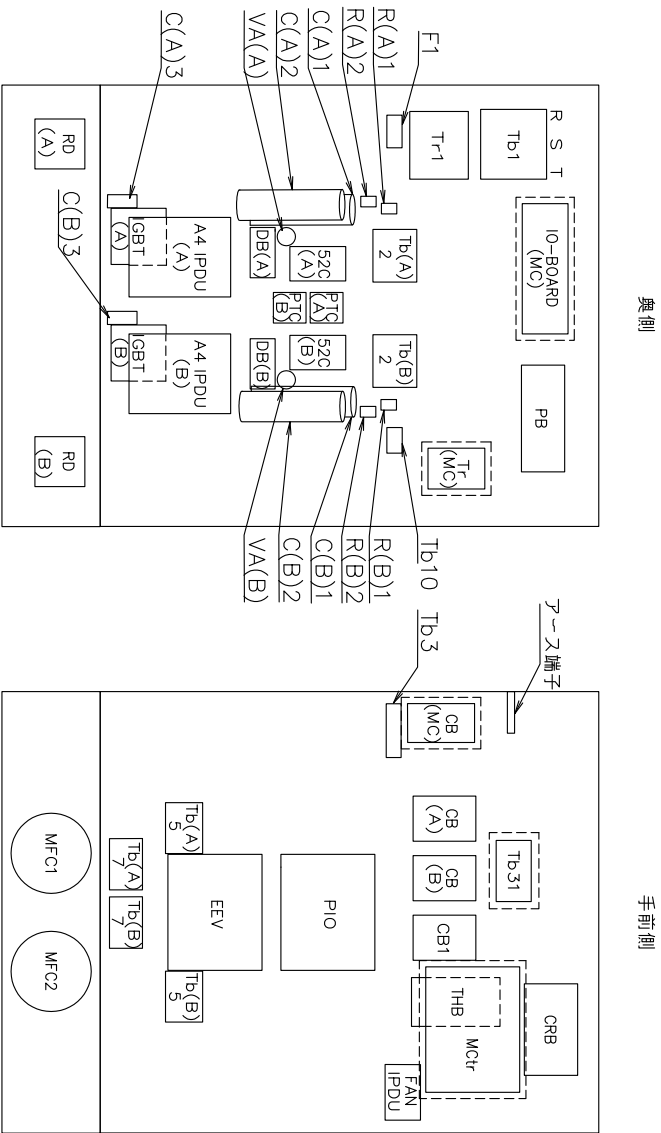 奥側
R S T
Tb1
IO-BOARD
(MC)
PB
F1
Tr1
Tr
(MC)
R(A)1
R(A)2
C(A)1
C(A)2
VA(A)
C(A)3
Tb(A)
2
Tb(B)
2
52C
(A)
PTC
(A)
PTC
(B)
52C
(B)
DB(A)
DB(B)
A4 IPDU
(A)
A4 IPDU
(B)
IGBT
(A)
IGBT
(B)
C(B)3
RD
(A)
RD
(B)
Tb10
R(B)1
R(B)2
C(B)1
C(B)2
VA(B)
手前側
アース端子
Tb3
CB
(MC)
Tb31
CRB
CB
(A)
CB
(B)
CB1
THB
MCtr
FAN
IPDU
PIO
EEV
Tb(A)
5
Tb(B)
5
Tb(A)
7
Tb(B)
7
MFC1
MFC2